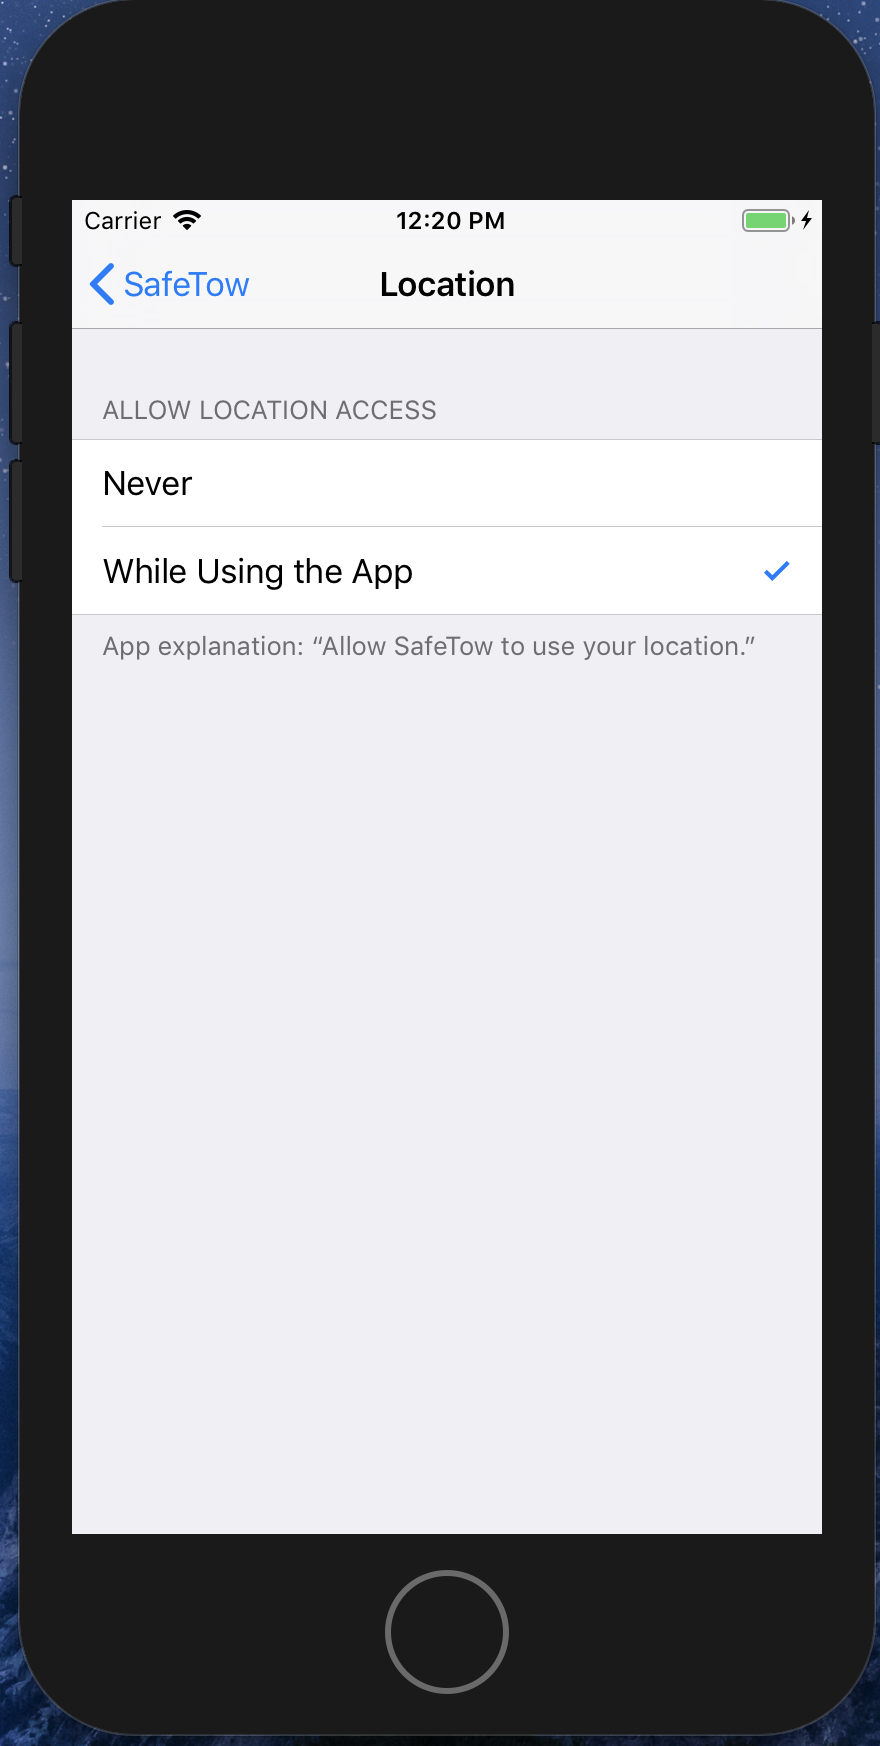 Carrier 12:20 PM
SafeTow Location
ALLOW LOCATION ACCESS
Never
While Using the App
App explanation: “Allow SafeTow to use your location.”